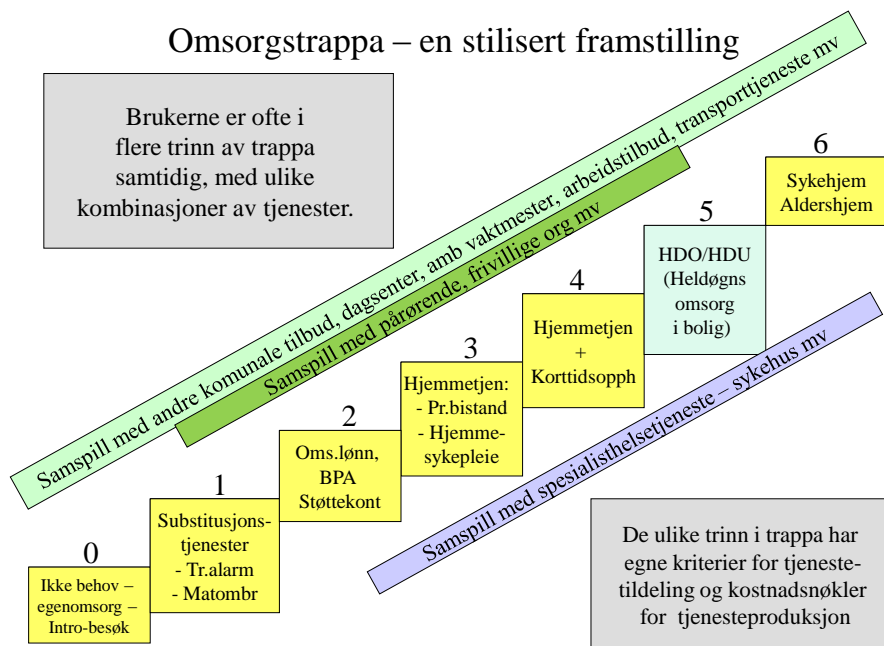 Omsorgstrappa – en stilisert framstilling
Brukerne er ofte i
flere trinn av trappa
samtidig, med ulike
kombinasjoner av tjenester.
Samspill med andre komunale tilbud, dagsenter, amb vaktmester, arbeidstilbud, transporttjeneste mv
Samspill med pårørende, frivillige org mv
0
Ikke behov –
egenomsorg –
Intro-besøk
1
Substitusjons-
tjenester
- Tr.alarm
- Matombr
2
Oms.lønn,
BPA
Støttekont
3
Hjemmetjen:
- Pr.bistand
- Hjemme-
sykepleie
4
Hjemmetjen
+
Korttidsopph
5
HDO/HDU
(Heldøgns
omsorg
i bolig)
6
Sykehjem
Aldershjem
Samspill med spesialisthelsetjeneste – sykehus mv
De ulike trinn i trappa har
egne kriterier for tjeneste-
tildeling og kostnadsnøkler
for tjenesteproduksjon